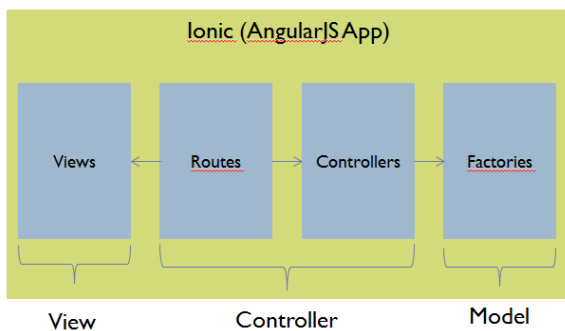 Ionic (AngularJS App)
Views
Routes
Controllers
Factories
View
Controller
Model